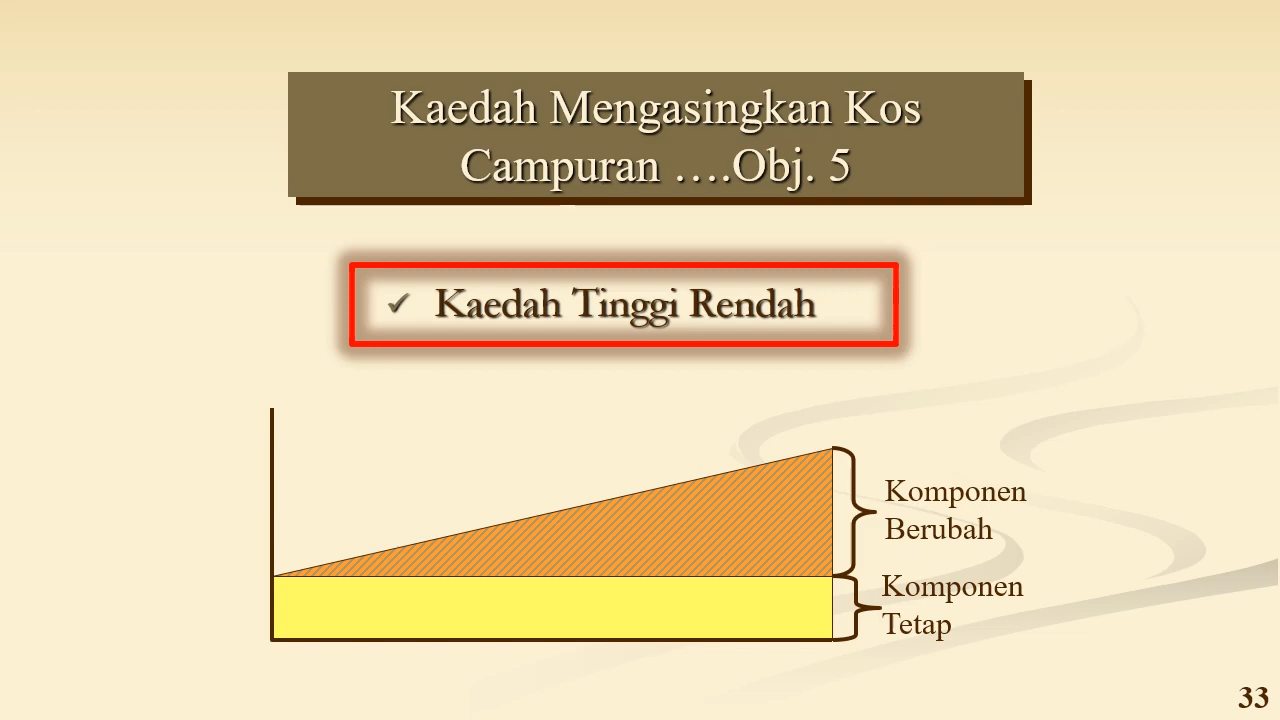 Kaedah Mengasingkan Kos
Campuran ….Obj. 5
✓ Kaedah Tinggi Rendah
Komponen
Berubah
Komponen
Tetap
33